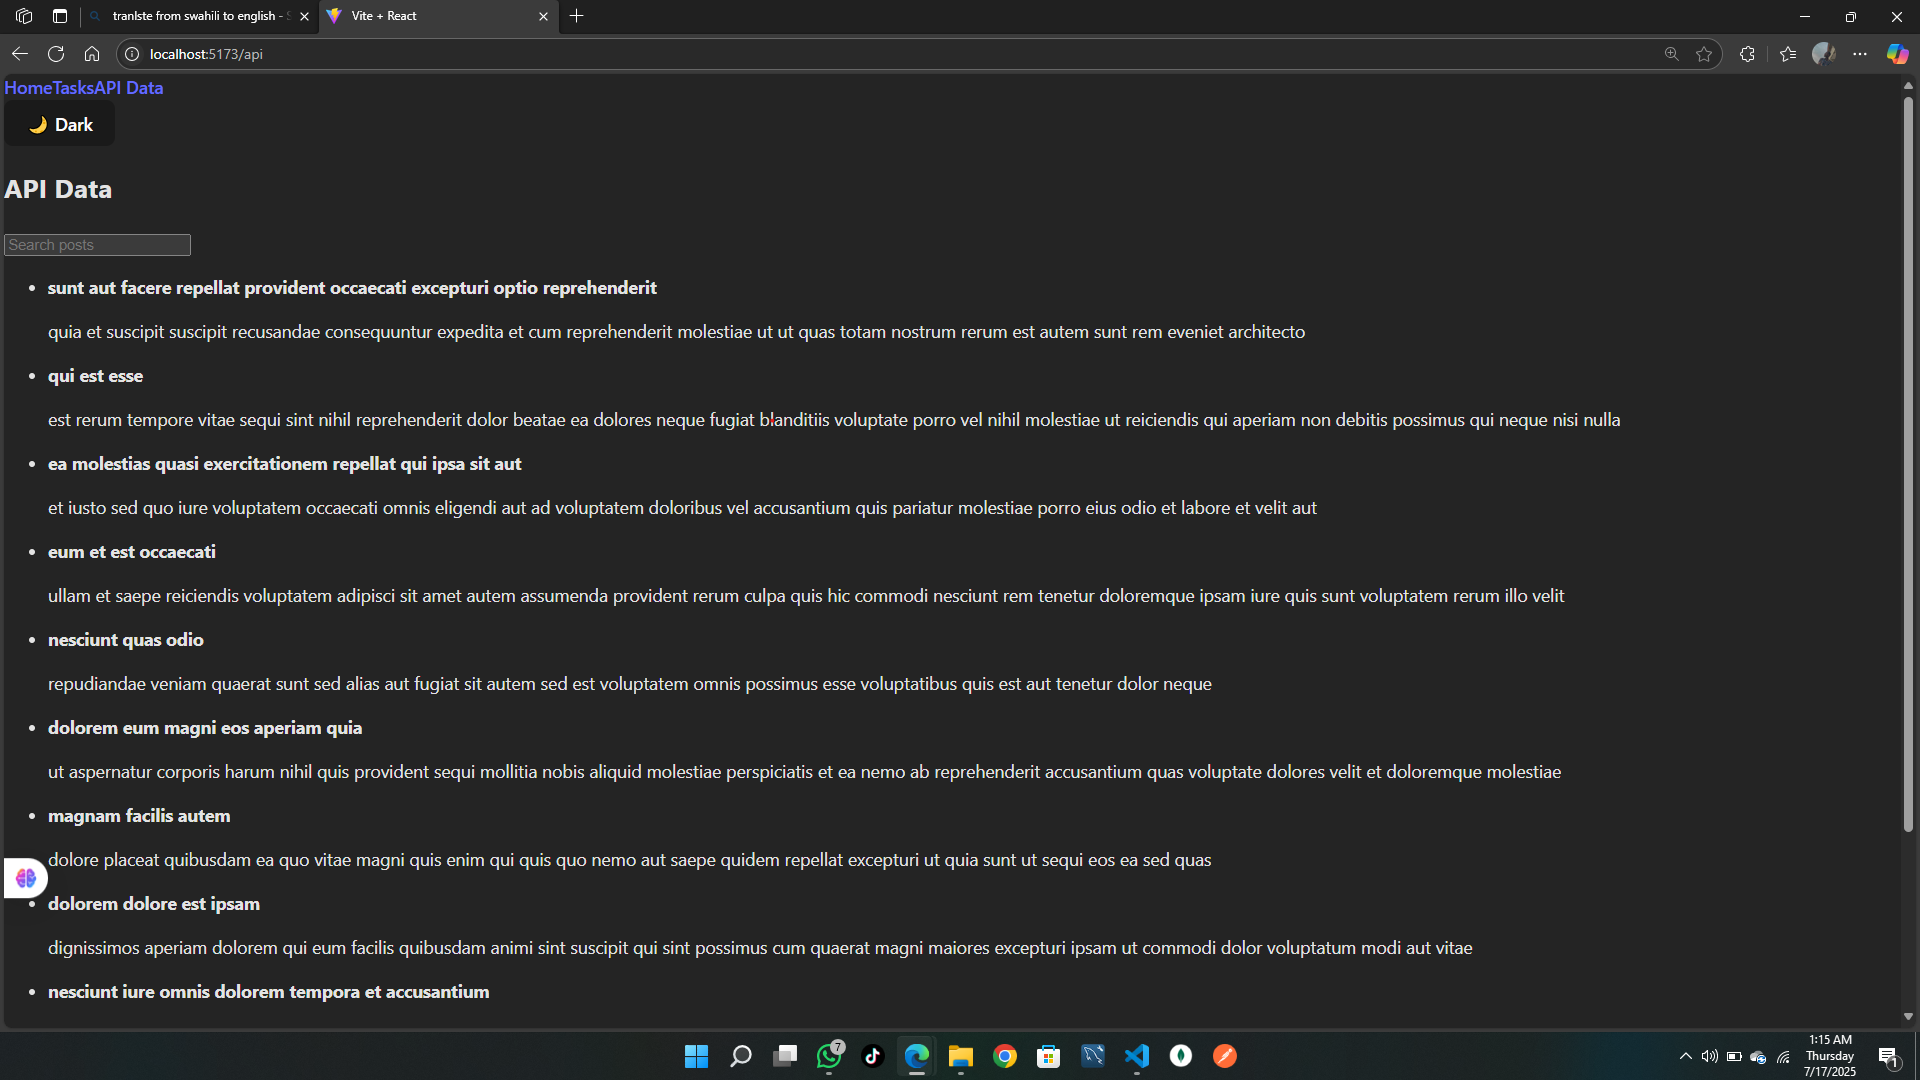 tranlste from swahili to english -
Vite + React
localhost:5173/api
HomeTasksAPI Data
🌙 Dark
API Data
Search posts
• sunt aut facere repellat provident occaecati excepturi optio reprehenderit
quia et suscipit suscipit recusandae consequuntur expedita et cum reprehenderit molestiae ut ut quas totam nostrum rerum est autem sunt rem eveniet architecto
• qui est esse
est rerum tempore vitae sequi sint nihil reprehenderit dolor beatae ea dolores neque fugiat blanditiis voluptate porro vel nihil molestiae ut reiciendis qui aperiam non debitis possimus qui neque nisi nulla
• ea molestias quasi exercitationem repellat qui ipsa sit aut
et iusto sed quo iure voluptatem occaecati omnis eligendi aut ad voluptatem doloribus vel accusantium quis pariatur molestiae porro eius odio et labore et velit aut
• eum et est occaecati
ullam et saepe reiciendis voluptatem adipisci sit amet autem assumenda provident rerum culpa quis hic commodi nesciunt rem tenetur doloremque ipsam iure quis sunt voluptatem rerum illo velit
• nesciunt quas odio
repudiandae veniam quaerat sunt sed alias aut fugiat sit autem sed est voluptatem omnis possimus esse voluptatibus quis est aut tenetur dolor neque
• dolorem eum magni eos aperiam quia
ut aspernatur corporis harum nihil quis provident sequi mollitia nobis aliquid molestiae perspiciatis et ea nemo ab reprehenderit accusantium quas voluptate dolores velit et doloremque molestiae
• magnam facilis autem
dolore placeat quibusdam ea quo vitae magni quis enim qui quis quo nemo aut saepe quidem repellat excepturi ut quia sunt ut sequi eos ea sed quas
• dolorem dolore est ipsam
dignissimos aperiam dolorem qui eum facilis quibusdam animi sint suscipit qui sint possimus cum quaerat magni maiores excepturi ipsam ut commodi dolor voluptatum modi aut vitae
• nesciunt iure omnis dolorem tempora et accusantium
7
1:15 AM
Thursday
7/17/2025
1